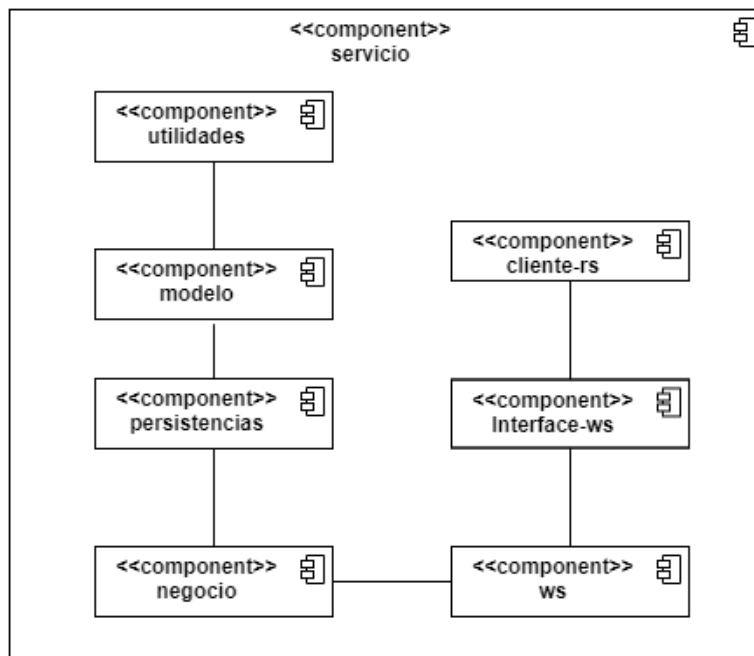 <<component>>
servicio
<<component>>
utilidades
<<component>>
modelo
<<component>>
persistencias
<<component>>
negocio
<<component>>
cliente-rs
<<component>>
Interface-ws
<<component>>
ws